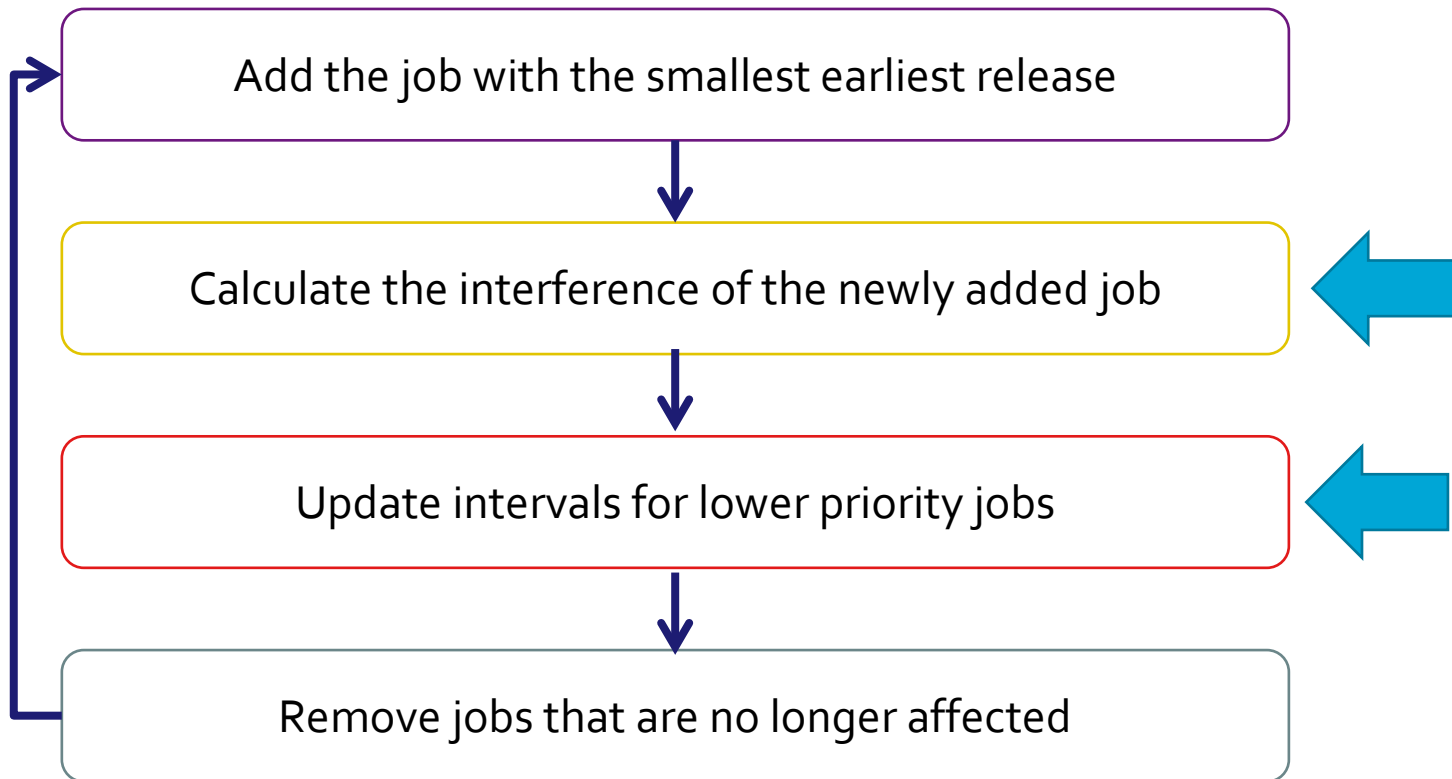 Add the job with the smallest earliest release
Calculate the interference of the newly added job
Update intervals for lower priority jobs
Remove jobs that are no longer affected